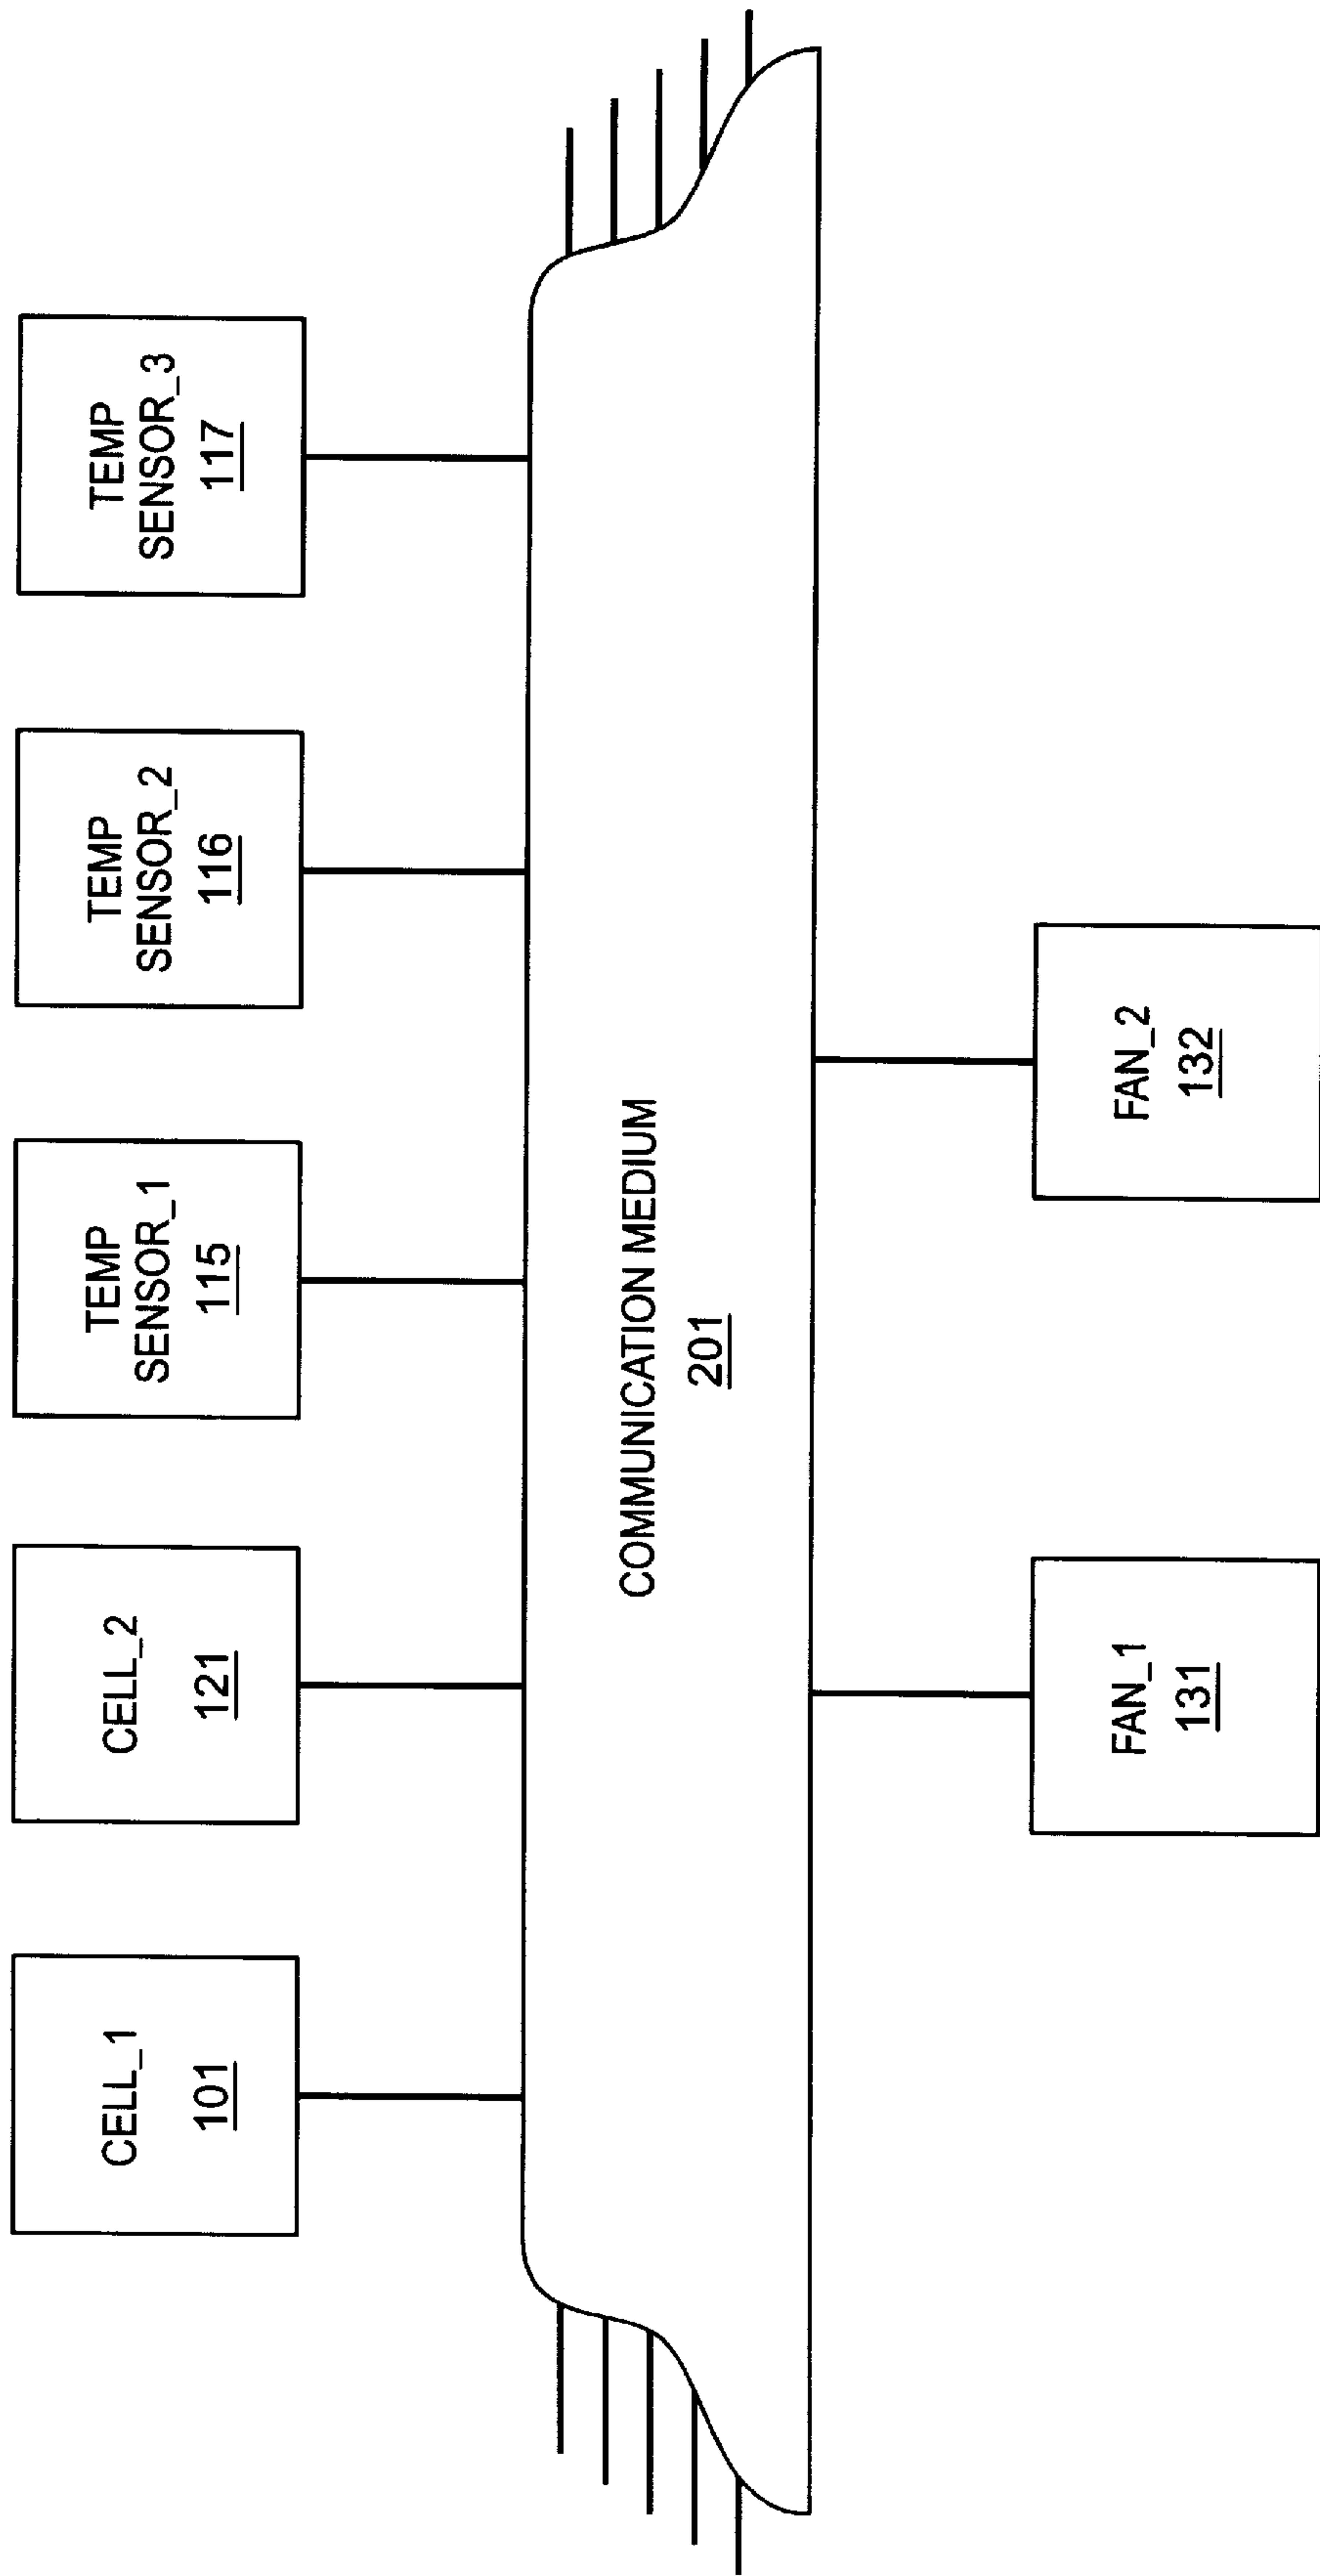 CELL_1
101
CELL_2
121
TEMP
SENSOR_1
115
TEMP
SENSOR_2
116
TEMP
SENSOR_3
117
COMMUNICATION MEDIUM
201
FAN_1
131
FAN_2
132